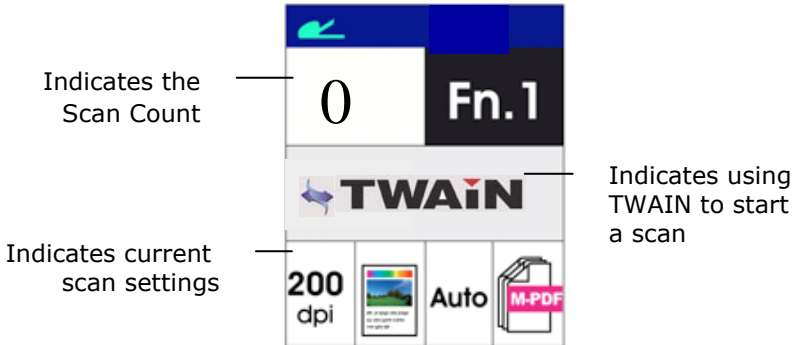 Indicates the
Scan Count
0
Fn.1
TWAiN
Indicates using
TWAIN to start
a scan
Indicates current
scan settings
200
dpi
Auto
M-PDF